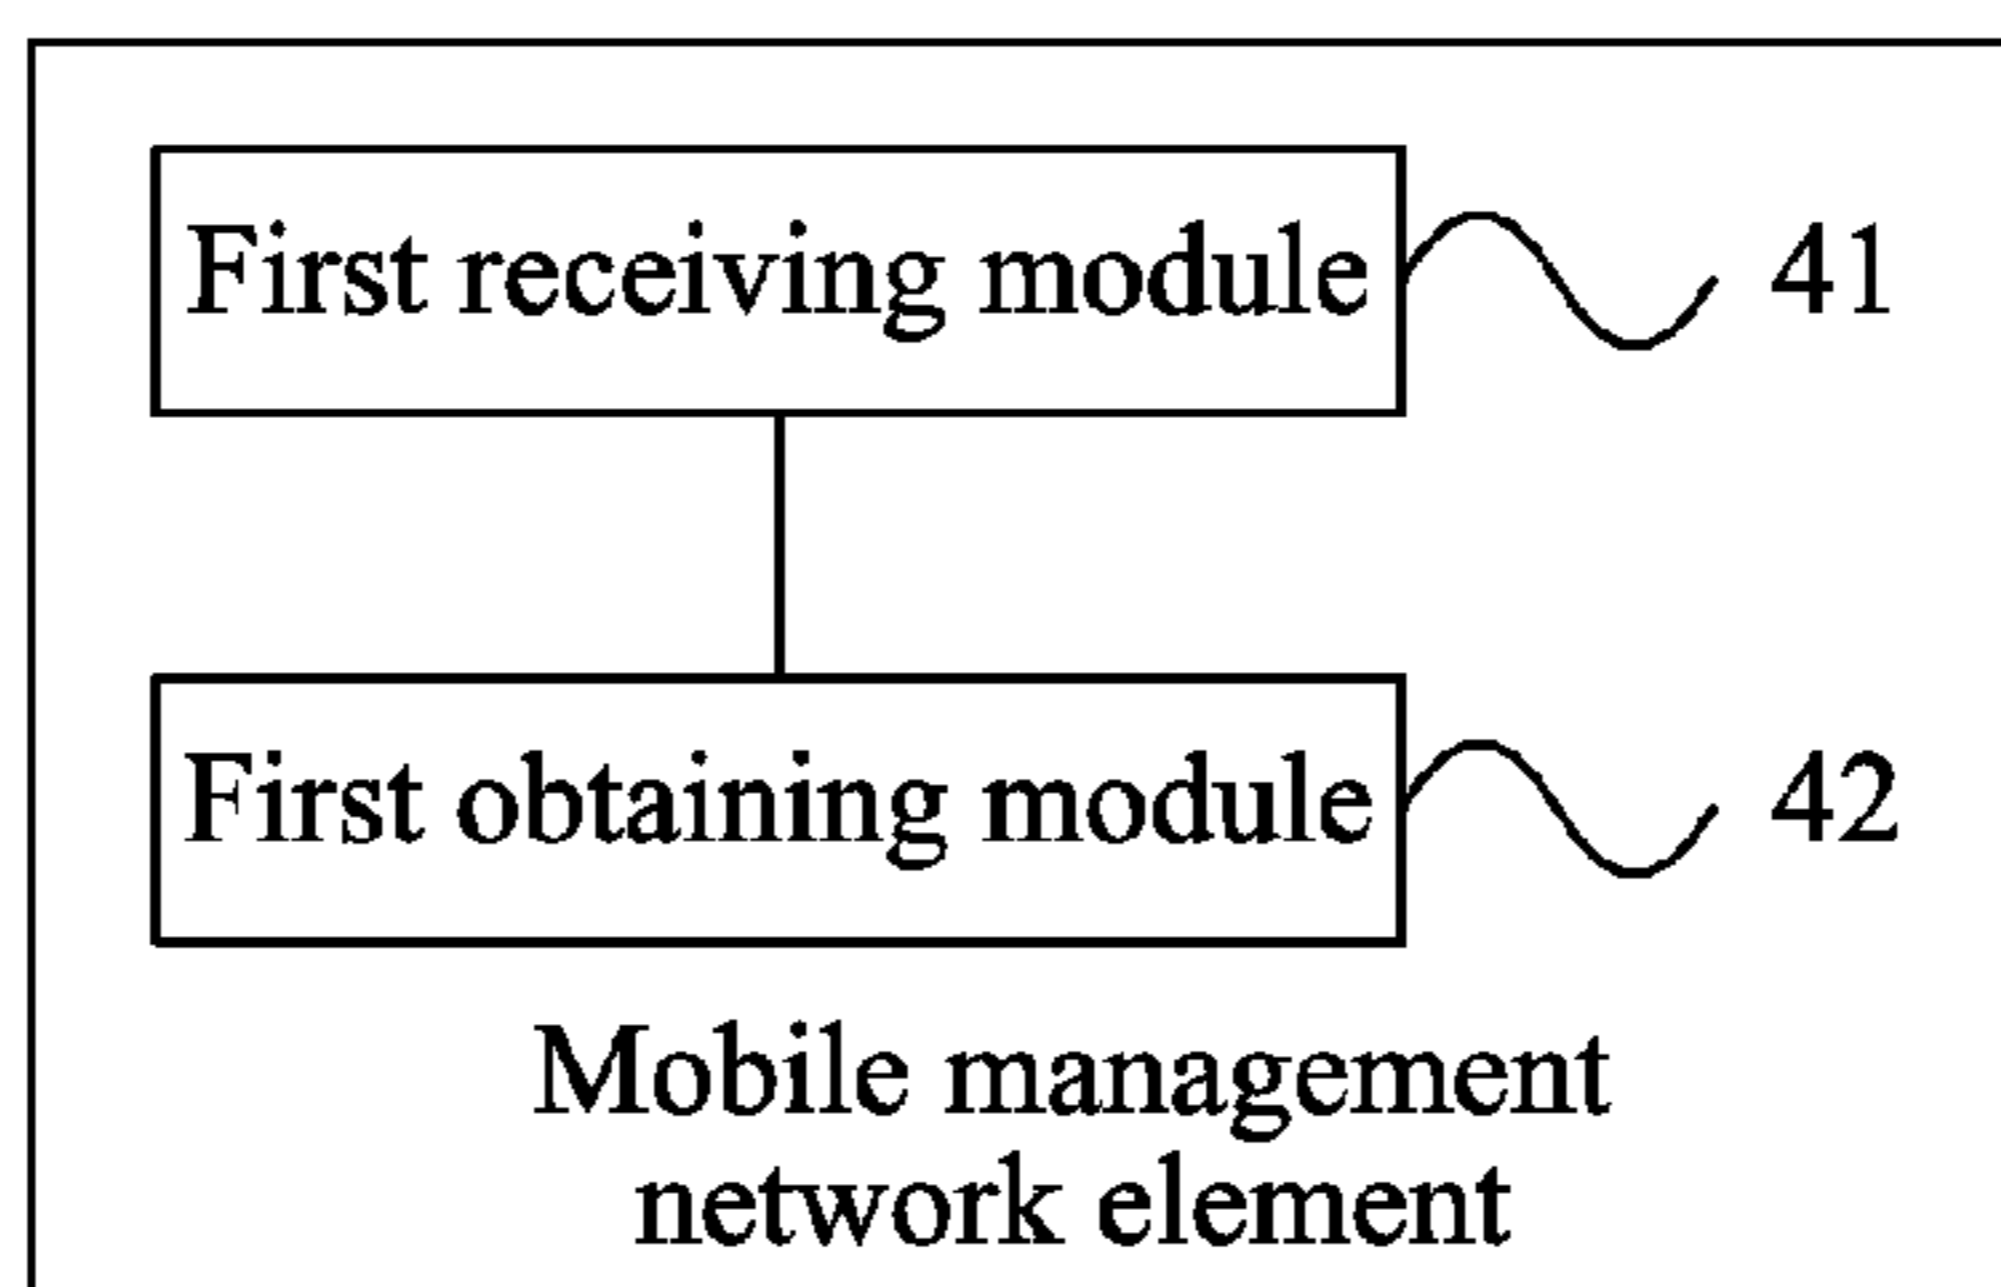 First receiving module 41
First obtaining module 42
Mobile management
network element